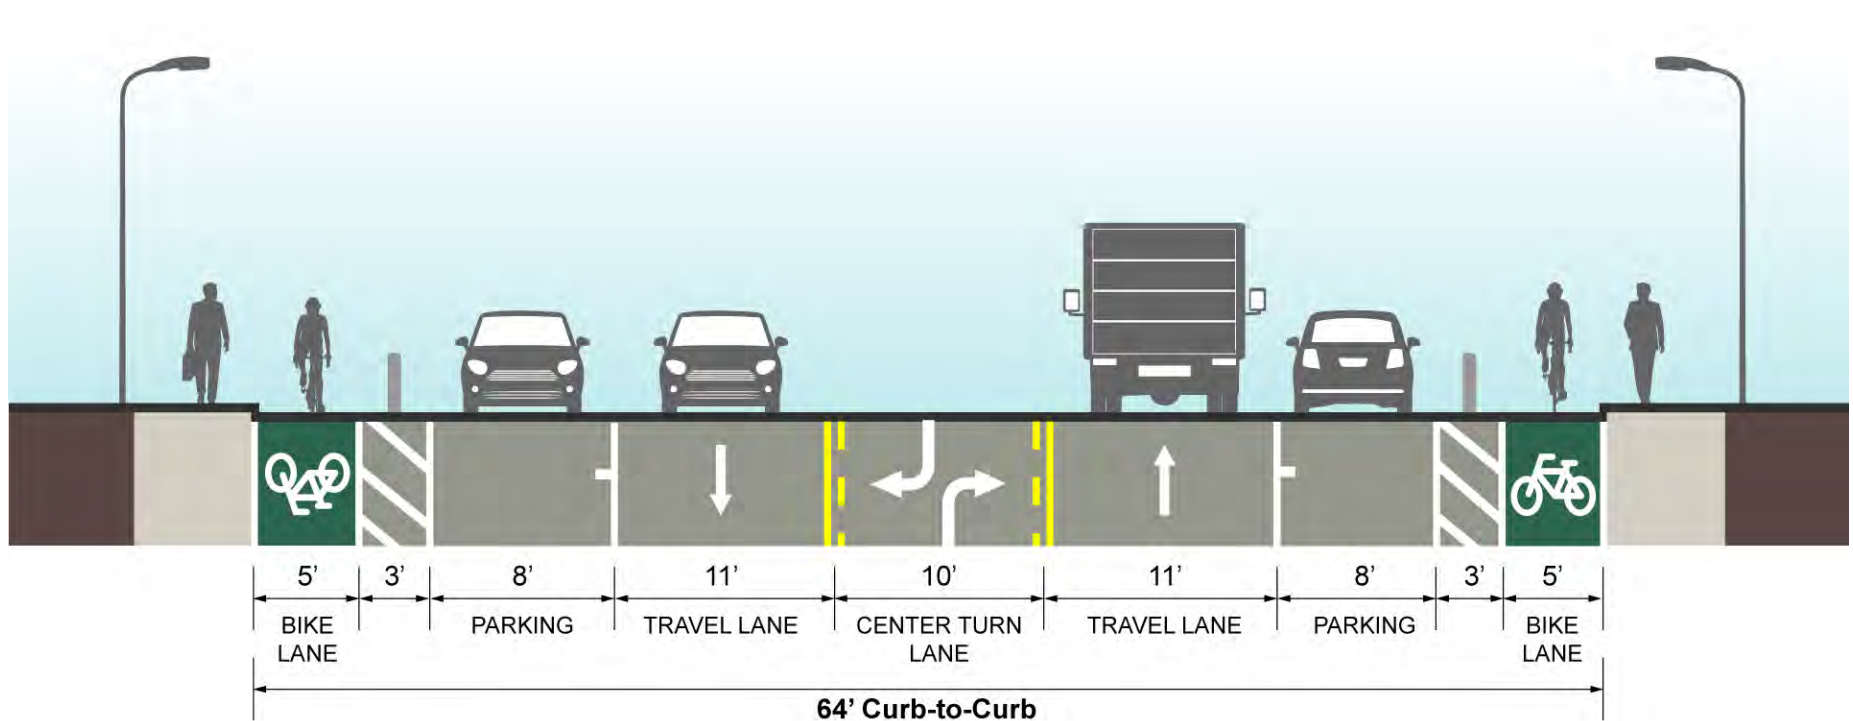 5’ 3’ 8’ 11’ 10’ 11’ 8’ 3’ 5’
BIKE LANE
PARKING
TRAVEL LANE
CENTER TURN LANE
TRAVEL LANE
PARKING
BIKE LANE
64’ Curb-to-Curb